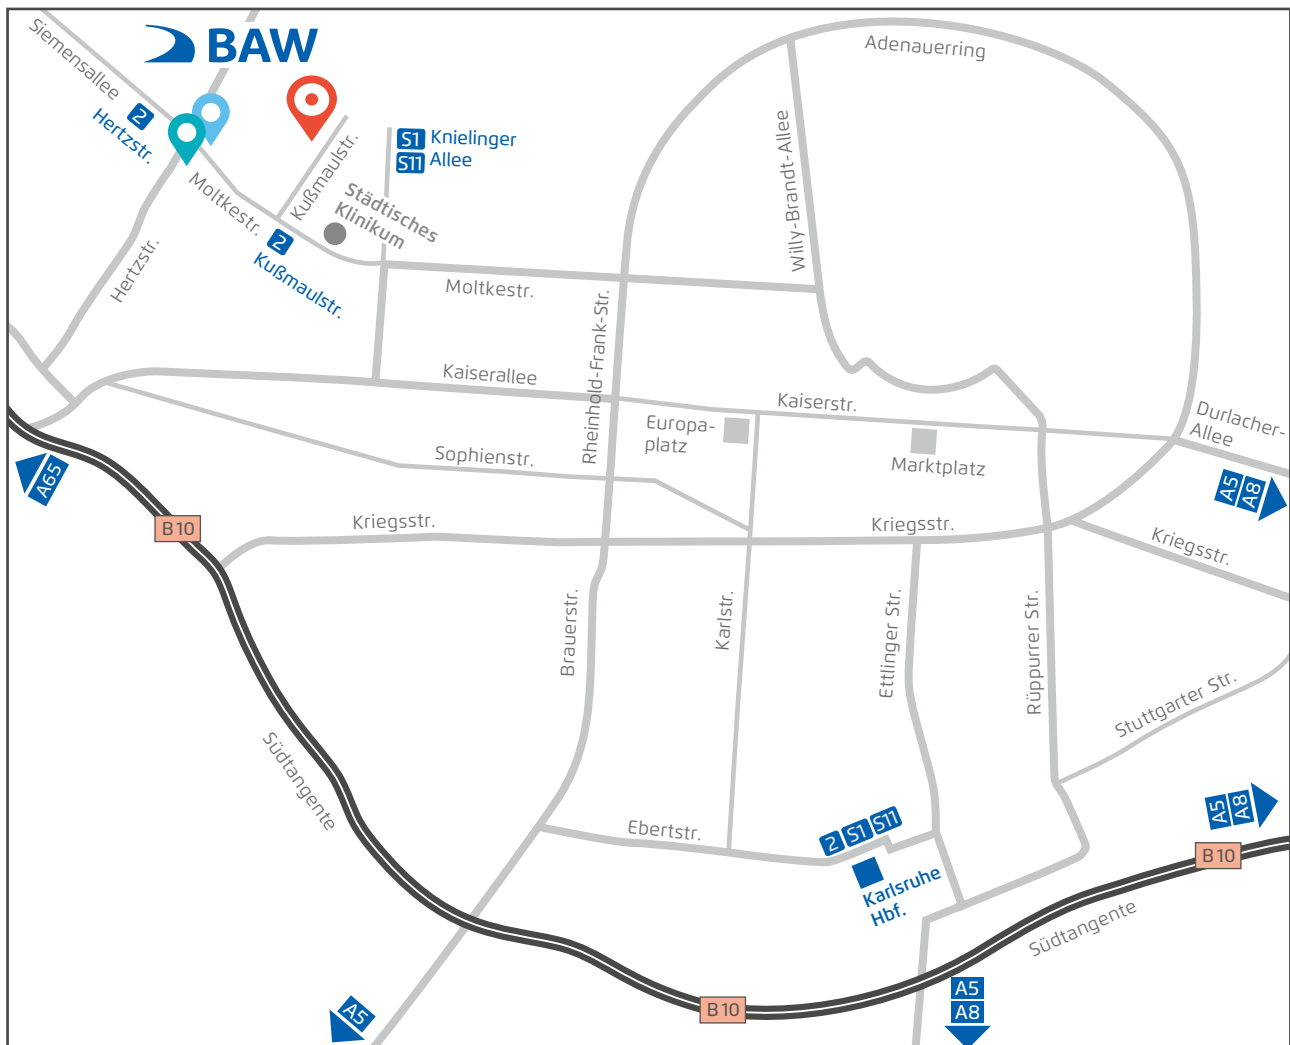 BAW
Siemensallee
2
Hertzstr.
Adenauerring
S1 Knielinger
S11 Allee
Kußmaulstr.
Moltkestr.
Städtisches
Klinikum
2
Kußmaulstr.
Hertzstr.
Willy-Brandt-Allee
Moltkestr.
Rheinhold-Frank-Str.
Kaiserallee
Kaiserstr.
Europa-
platz
Marktplatz
Durlacher-
Allee
Sophienstr.
A65
A5
A8
B10
Kriegsstr.
Kriegsstr.
Kriegsstr.
Brauerstr.
Karlstr.
Ettlinger Str.
Rüppurrer Str.
Stuttgarter Str.
Südtangente
Ebertstr.
2 S1 S11
Karlsruhe
Hbf.
A5
A8
B10
Südtangente
A5
B10
A5
A8